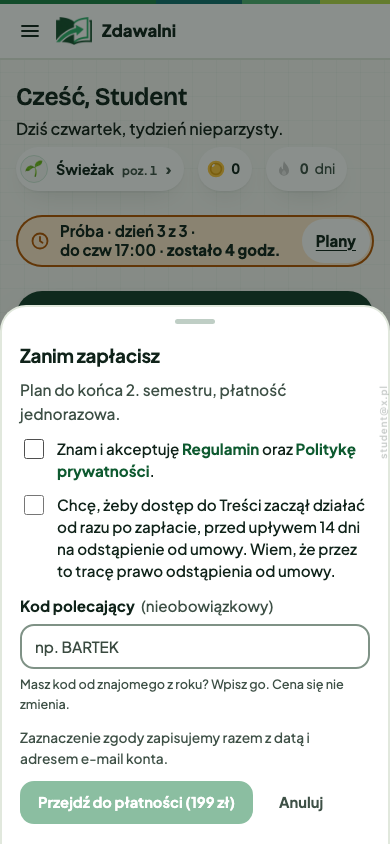 Zdawalni
Cześć, Student
Dziś czwartek, tydzień nieparzysty.
Świeżak poz. 1 ›
0
0 dni
Próba · dzień 3 z 3 ·
do czw 17:00 · zostało 4 godz.
Plany
Zanim zapłacisz
Plan do końca 2. semestru, płatność
jednorazowa.
student@x.pl
Znam i akceptuję Regulamin oraz Politykę
prywatności.
Chcę, żeby dostęp do Treści zaczął działać
od razu po zapłacie, przed upływem 14 dni
na odstąpienie od umowy. Wiem, że przez
to tracę prawo odstąpienia od umowy.
Kod polecający (nieobowiązkowy)
np. BARTEK
Masz kod od znajomego z roku? Wpisz go. Cena się nie
zmienia.
Zaznaczenie zgody zapisujemy razem z datą i
adresem e-mail konta.
Przejdź do płatności (199 zł)
Anuluj